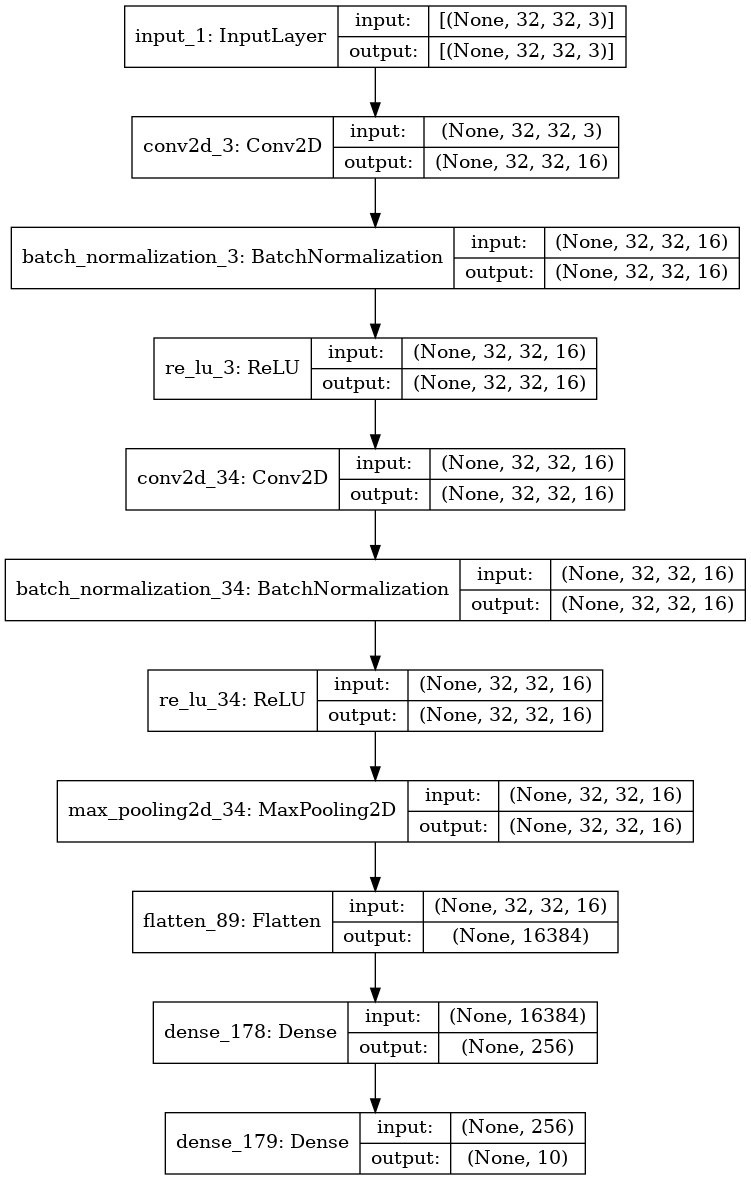 input_1: InputLayer input: [(None, 32, 32, 3)]
output: [(None, 32, 32, 3)]
conv2d_3: Conv2D input: (None, 32, 32, 3)
output: (None, 32, 32, 16)
batch_normalization_3: BatchNormalization input: (None, 32, 32, 16)
output: (None, 32, 32, 16)
re_lu_3: ReLU input: (None, 32, 32, 16)
output: (None, 32, 32, 16)
conv2d_34: Conv2D input: (None, 32, 32, 16)
output: (None, 32, 32, 16)
batch_normalization_34: BatchNormalization input: (None, 32, 32, 16)
output: (None, 32, 32, 16)
re_lu_34: ReLU input: (None, 32, 32, 16)
output: (None, 32, 32, 16)
max_pooling2d_34: MaxPooling2D input: (None, 32, 32, 16)
output: (None, 32, 32, 16)
flatten_89: Flatten input: (None, 32, 32, 16)
output: (None, 16384)
dense_178: Dense input: (None, 16384)
output: (None, 256)
dense_179: Dense input: (None, 256)
output: (None, 10)